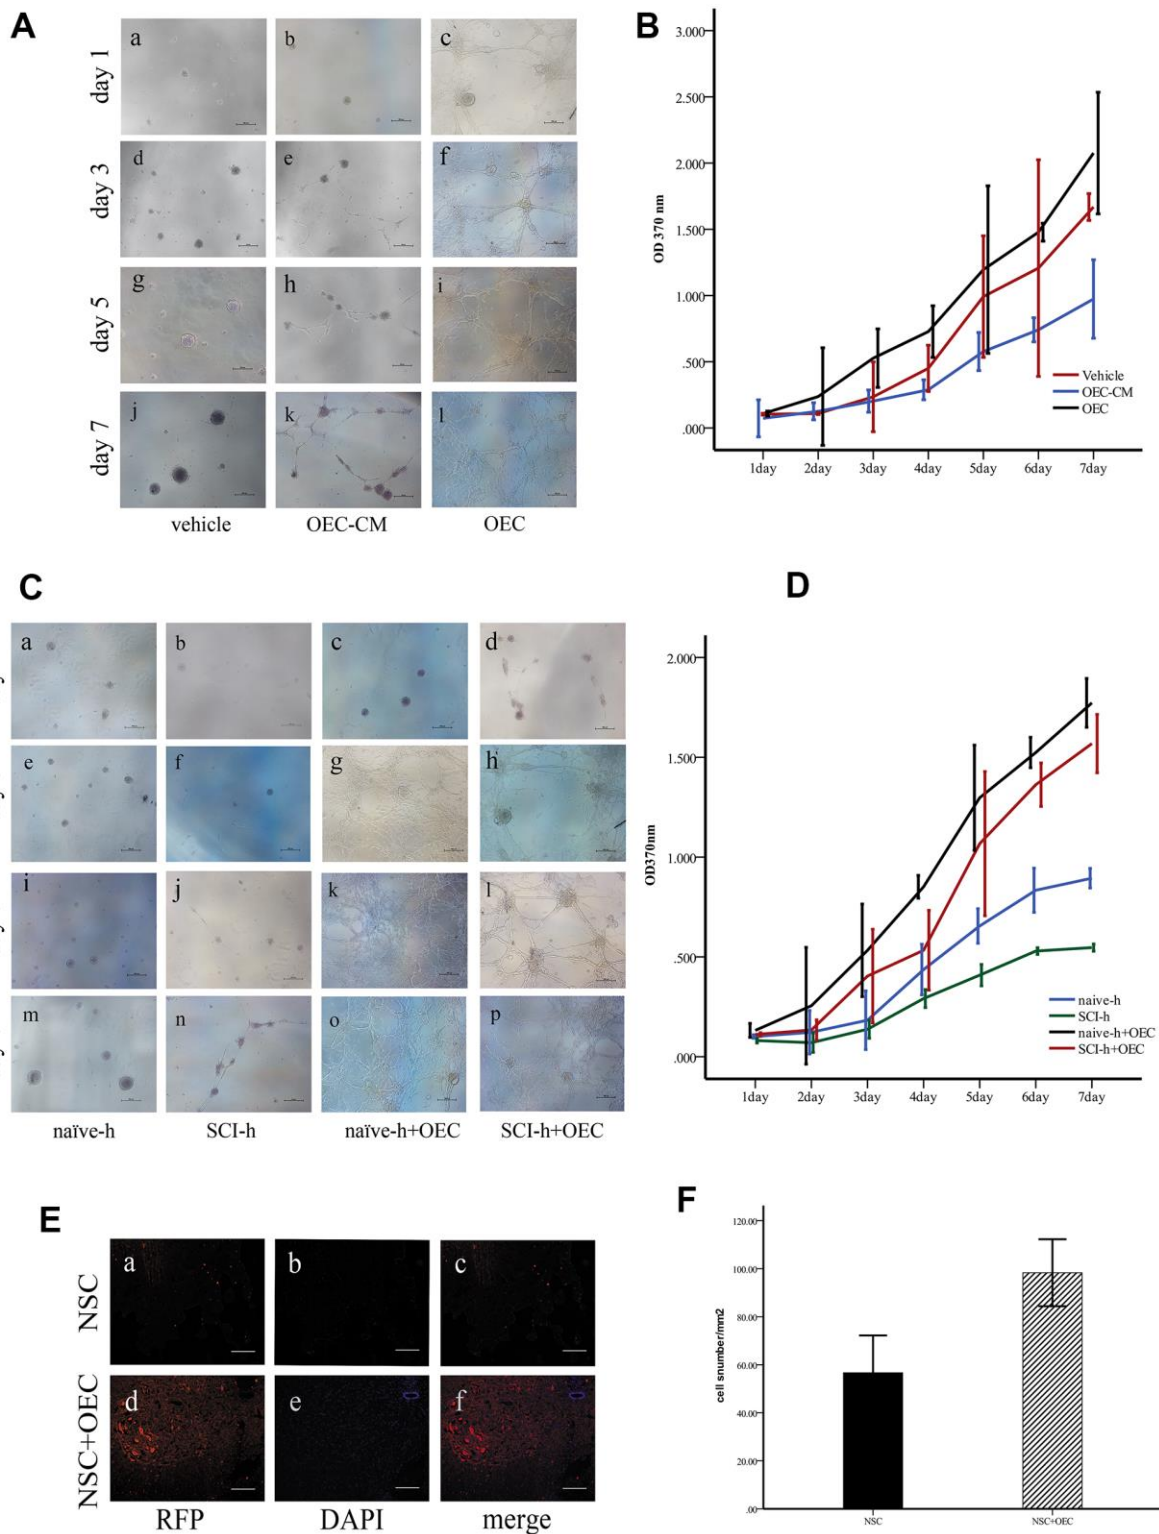 A
B
a
b
c
day 1
d
e
f
day 3
g
h
i
day 5
j
k
l
day 7
vehicle
OEC-CM
OEC
3.000
2.500
2.000
1.500
1.000
.500
.000
OD 370 nm
Vehicle
OEC-CM
OEC
1day
2day
3day
4day
5day
6day
7day
C
D
a
b
c
d
e
f
g
h
i
j
k
l
m
n
o
p
naïve-h
SCI-h
naïve-h+OEC
SCI-h+OEC
2.000
1.500
1.000
.500
.000
OD370nm
naive-h
SCI-h
naive-h+OEC
SCI-h+OEC
1day
2day
3day
4day
5day
6day
7day
E
F
NSC
a
b
c
NSC+OEC
d
e
f
RFP
DAPI
merge
120.00
100.00
80.00
60.00
40.00
20.00
.00
cell snumber/mm2
NSC
NSC+OEC